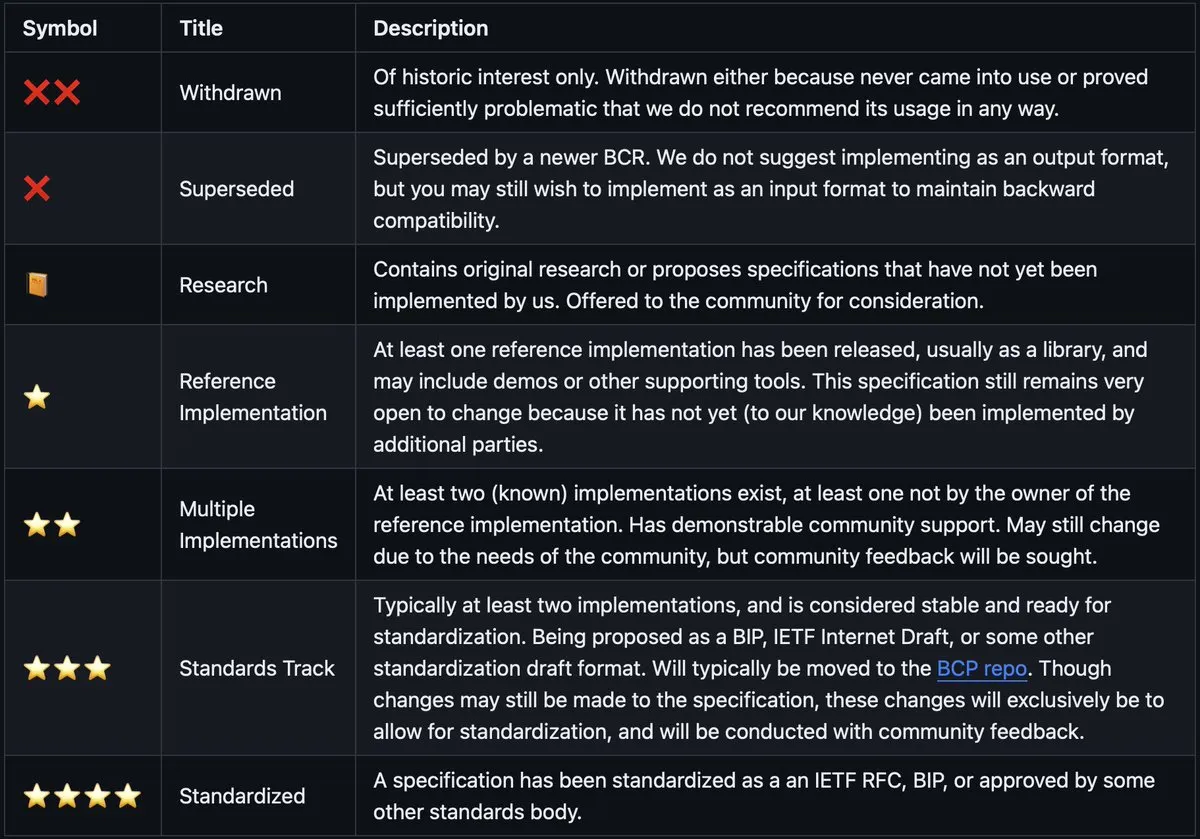 Symbol Title Description
Withdrawn
Of historic interest only. Withdrawn either because never came into use or proved
sufficiently problematic that we do not recommend its usage in any way.
Superseded
Superseded by a newer BCR. We do not suggest implementing as an output format,
but you may still wish to implement as an input format to maintain backward
compatibility.
Research
Contains original research or proposes specifications that have not yet been
implemented by us. Offered to the community for consideration.
Reference
Implementation
At least one reference implementation has been released, usually as a library, and
may include demos or other supporting tools. This specification still remains very
open to change because it has not yet (to our knowledge) been implemented by
additional parties.
Multiple
Implementations
At least two (known) implementations exist, at least one not by the owner of the
reference implementation. Has demonstrable community support. May still change
due to the needs of the community, but community feedback will be sought.
Standards Track
Typically at least two implementations, and is considered stable and ready for
standardization. Being proposed as a BIP, IETF Internet Draft, or some other
standardization draft format. Will typically be moved to the BCP repo. Though
changes may still be made to the specification, these changes will exclusively be to
allow for standardization, and will be conducted with community feedback.
Standardized
A specification has been standardized as a an IETF RFC, BIP, or approved by some
other standards body.